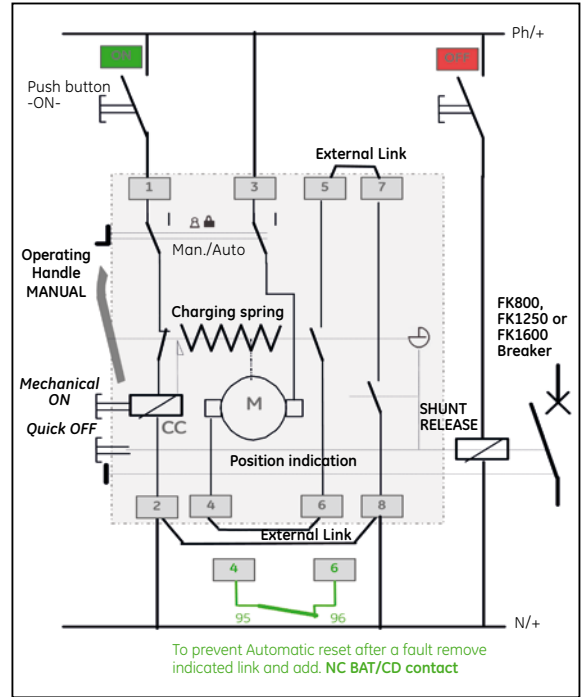 Ph/+
ON
OFF
Push button
-ON-
External Link
1
3
5
7
I
I
Man./Auto
Operating
Handle
MANUAL
Charging spring
FK800,
FK1250 or
FK1600
Breaker
Mechanical
ON
M
CC
SHUNT
RELEASE
Quick OFF
Position indication
2
4
6
8
External Link
4
6
95
96
N/+
To prevent Automatic reset after a fault remove
indicated link and add. NC BAT/CD contact